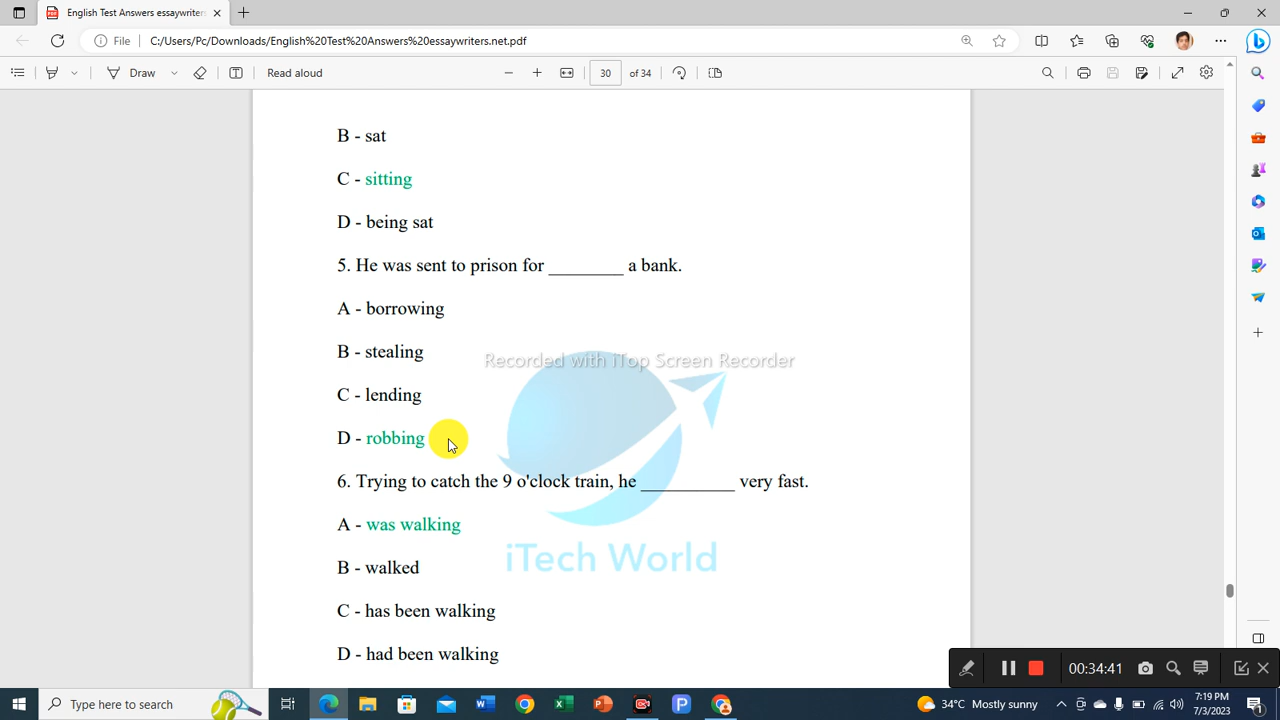 English Test Answers essaywriter
File
C:/Users/Pc/Downloads/English%20Test%20Answers%20essaywriters.net.pdf
Draw
Read aloud
30 of 34
B - sat
C - sitting
D - being sat
5. He was sent to prison for ________ a bank.
A - borrowing
B - stealing
Recorded with iTop Screen Recorder
C - lending
D - robbing
6. Trying to catch the 9 o'clock train, he __________ very fast.
A - was walking
iTech World
B - walked
C - has been walking
D - had been walking
00:34:41
Type here to search
34°C Mostly sunny
7:19 PM
7/3/2023